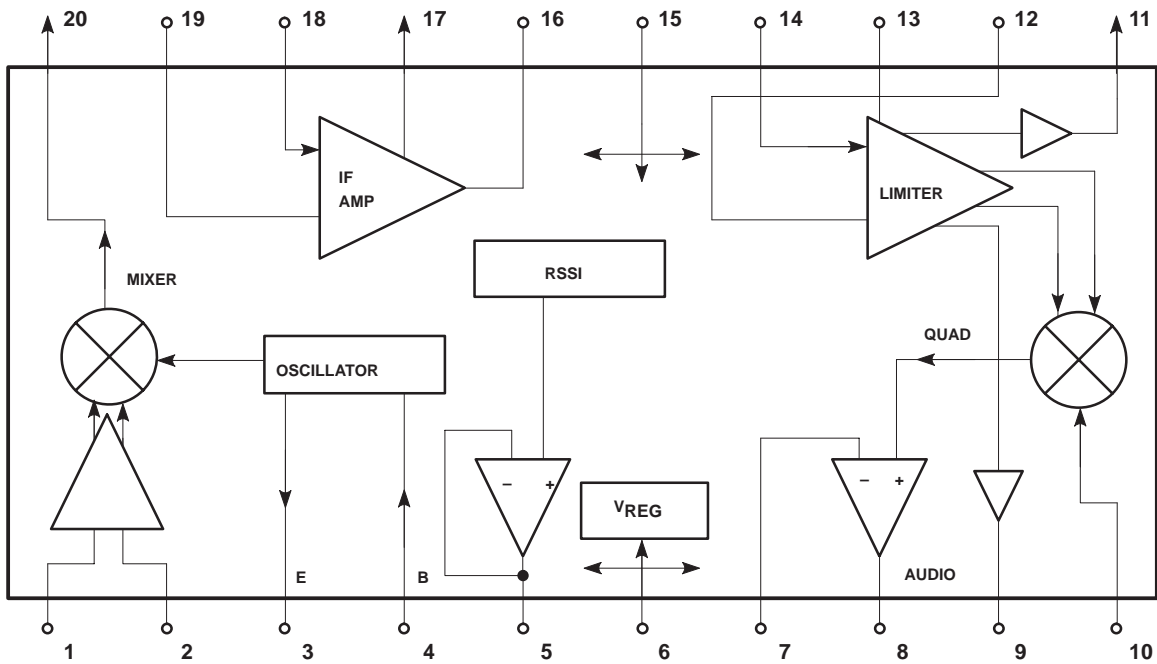 20 19 18 17 16 15 14 13 12 11
IF
AMP
LIMITER
RSSI
MIXER
QUAD
OSCILLATOR
– +
– +
VREG
E B
AUDIO
1 2 3 4 5 6 7 8 9 10